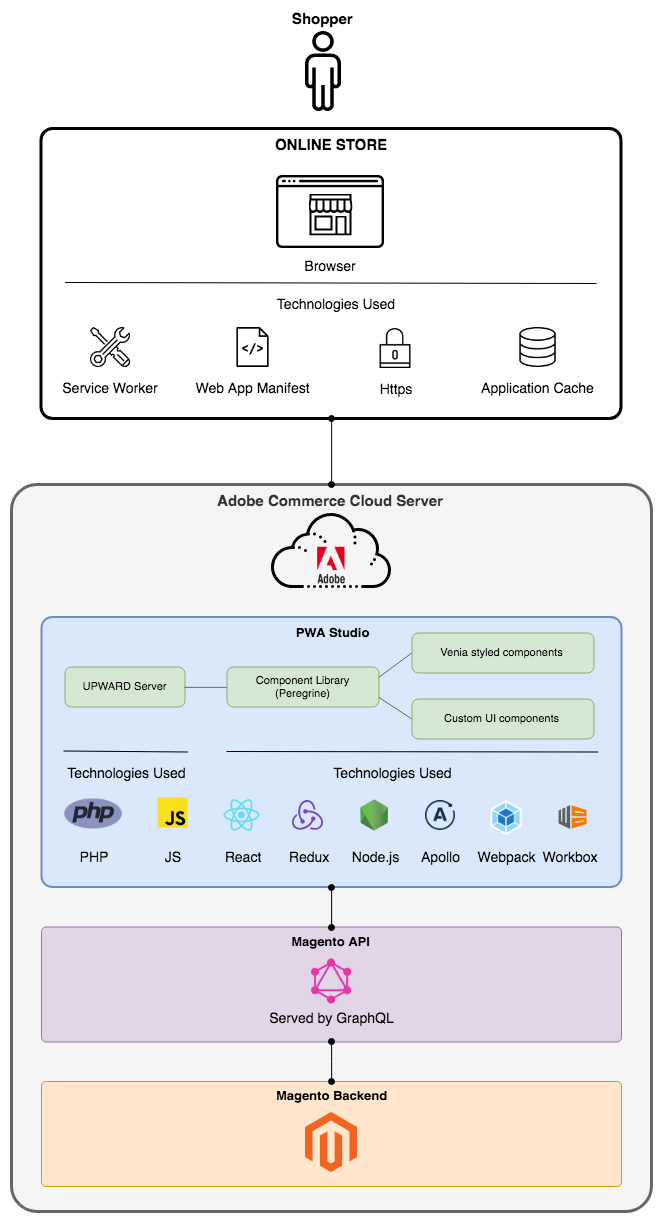 Shopper
ONLINE STORE
Browser
Technologies Used
</>
Service Worker
Web App Manifest
Https
Application Cache
Adobe Commerce Cloud Server
Adobe
PWA Studio
Venia styled components
UPWARD Server
Component Library
(Peregrine)
Custom UI components
Technologies Used
Technologies Used
php
JS
PHP
JS
React
Redux
Node.js
Apollo
Webpack
Workbox
Magento API
Served by GraphQL
Magento Backend